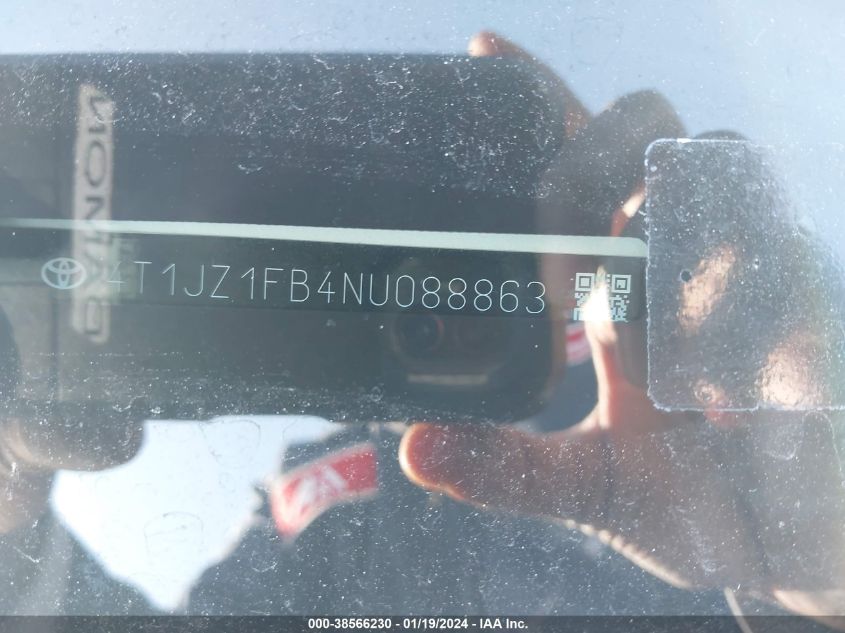 4T1JZ1FB4NU088863
000-38566230 - 01/19/2024 - IAA Inc.